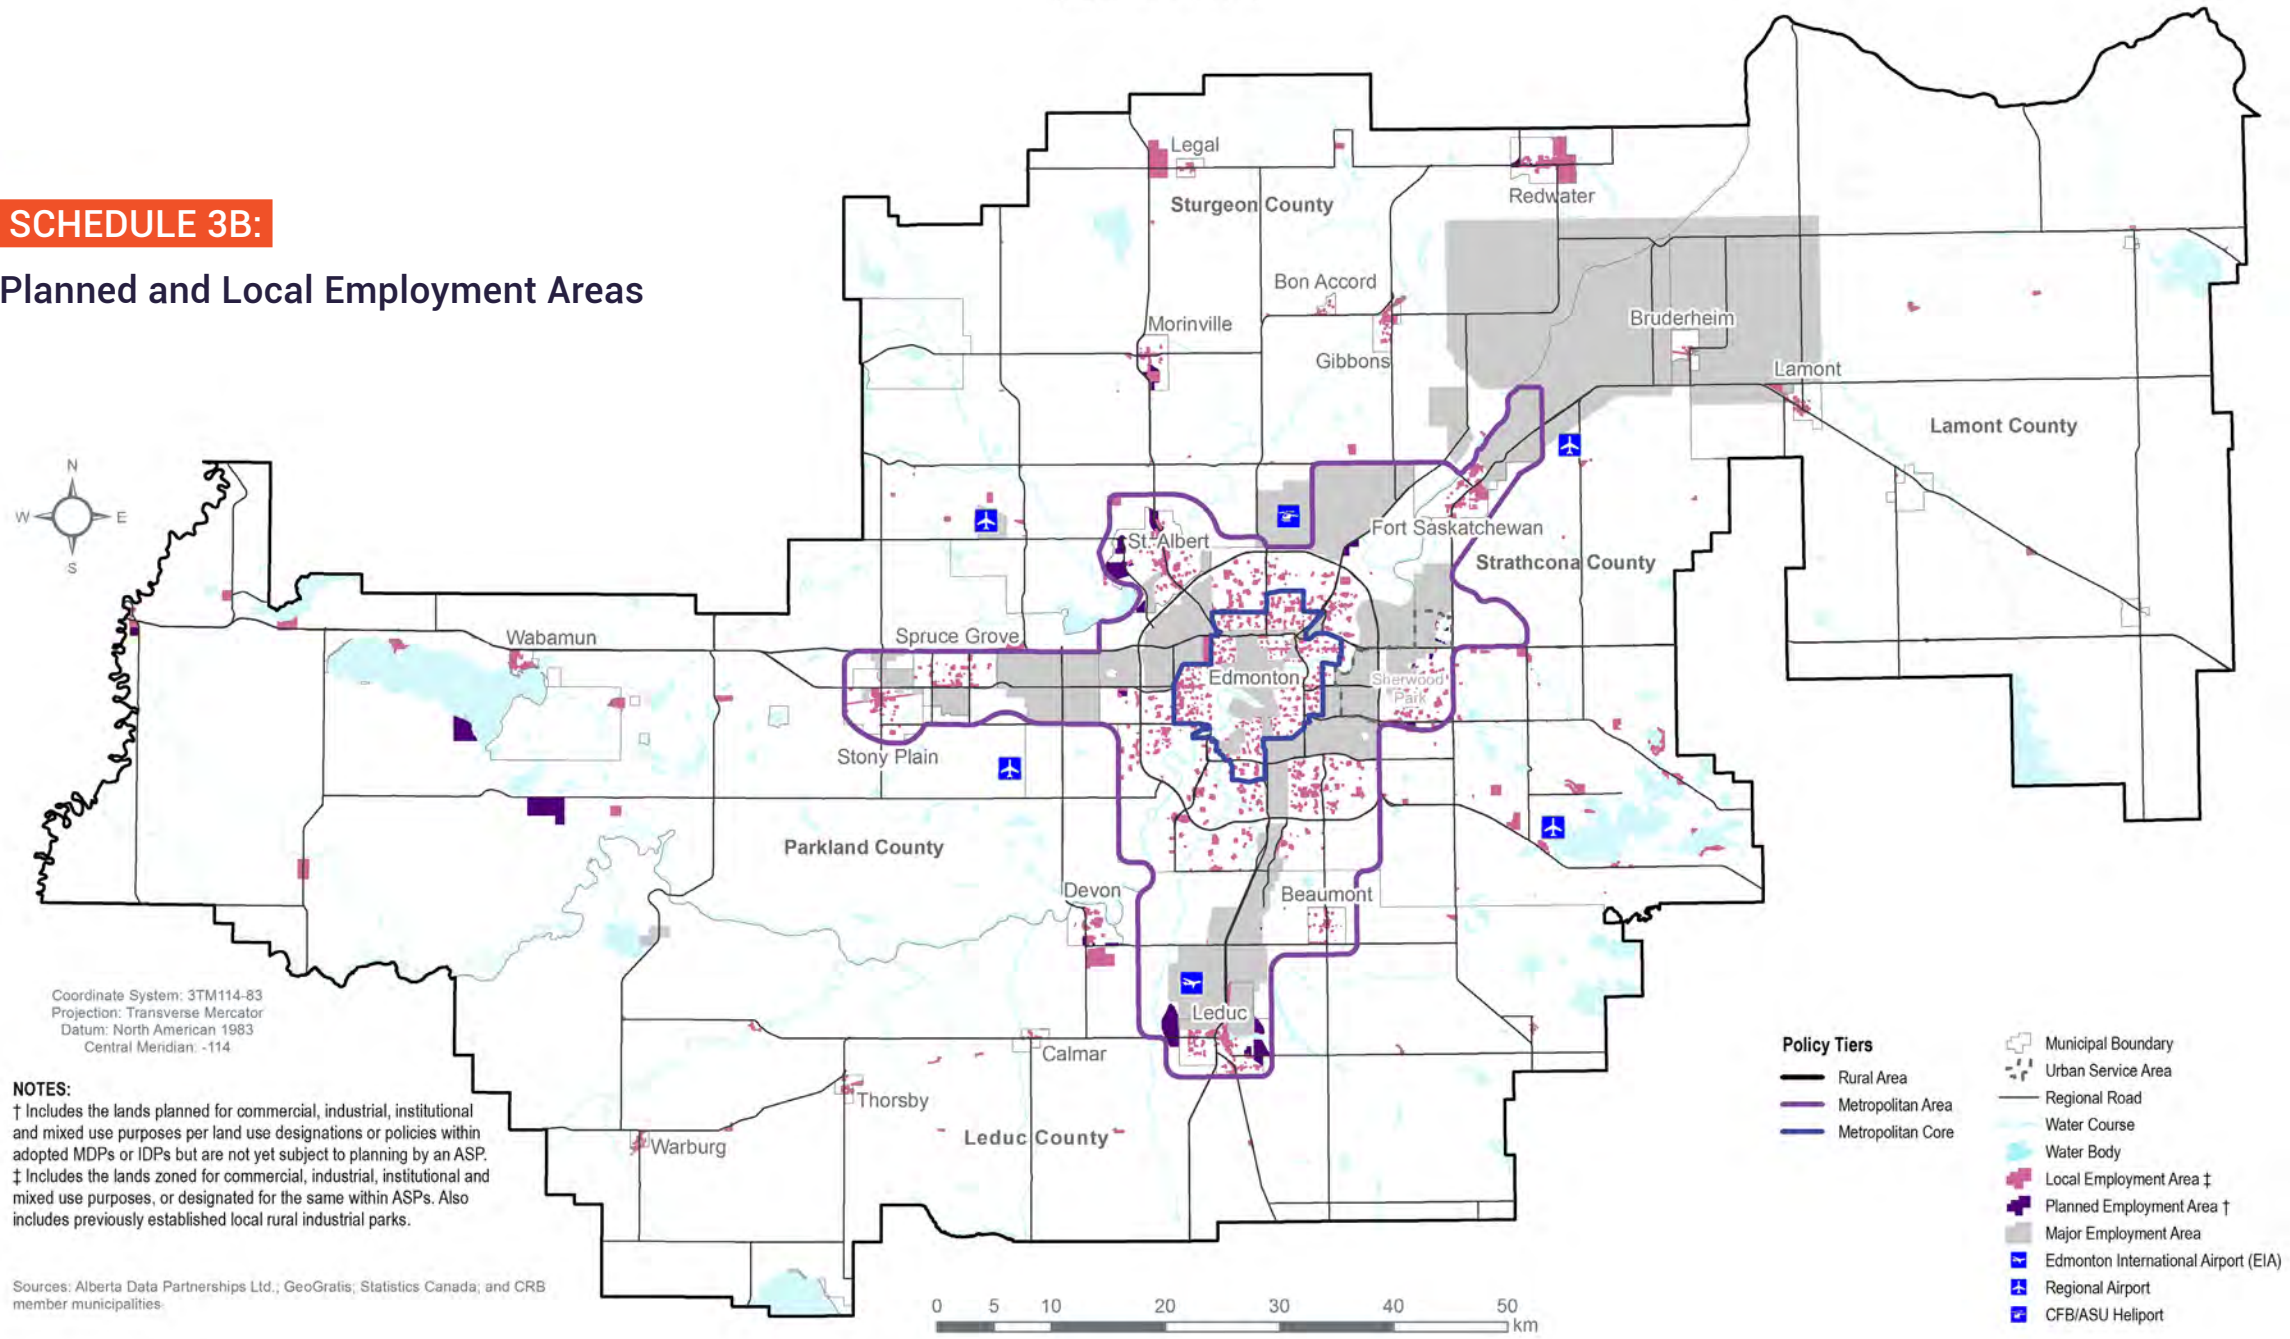 SCHEDULE 3B:
Planned and Local Employment Areas
Legal
Sturgeon County
Redwater
Bon Accord
Morinville
Gibbons
Bruderheim
Lamont
Lamont County
N
W
E
S
St. Albert
Fort Saskatchewan
Strathcona County
Wabamun
Spruce Grove
Edmonton
Sherwood
Park
Stony Plain
Parkland County
Devon
Beaumont
Leduc
Calmar
Thorsby
Warburg
Leduc County
Coordinate System: 3TM114-83
Projection: Transverse Mercator
Datum: North American 1983
Central Meridian: -114
NOTES:
† Includes the lands planned for commercial, industrial, institutional
and mixed use purposes per land use designations or policies within
adopted MDPs or IDPs but are not yet subject to planning by an ASP.
‡ Includes the lands zoned for commercial, industrial, institutional and
mixed use purposes, or designated for the same within ASPs. Also
includes previously established local rural industrial parks.
Sources: Alberta Data Partnerships Ltd.; GeoGratis; Statistics Canada; and CRB
member municipalities
0 5 10 20 30 40 50
km
Policy Tiers
Rural Area
Metropolitan Area
Metropolitan Core
Municipal Boundary
Urban Service Area
Regional Road
Water Course
Water Body
Local Employment Area ‡
Planned Employment Area †
Major Employment Area
Edmonton International Airport (EIA)
Regional Airport
CFB/ASU Heliport